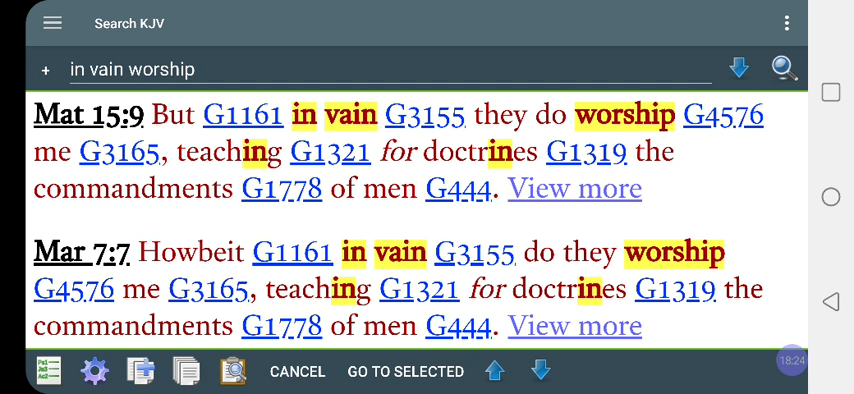 Search KJV
+ in vain worship
Mat 15:9 But G1161 in vain G3155 they do worship G4576
me G3165, teaching G1321 for doctrines G1319 the
commandments G1778 of men G444. View more
Mar 7:7 Howbeit G1161 in vain G3155 do they worship
G4576 me G3165, teaching G1321 for doctrines G1319 the
commandments G1778 of men G444. View more
CANCEL GO TO SELECTED
18:24